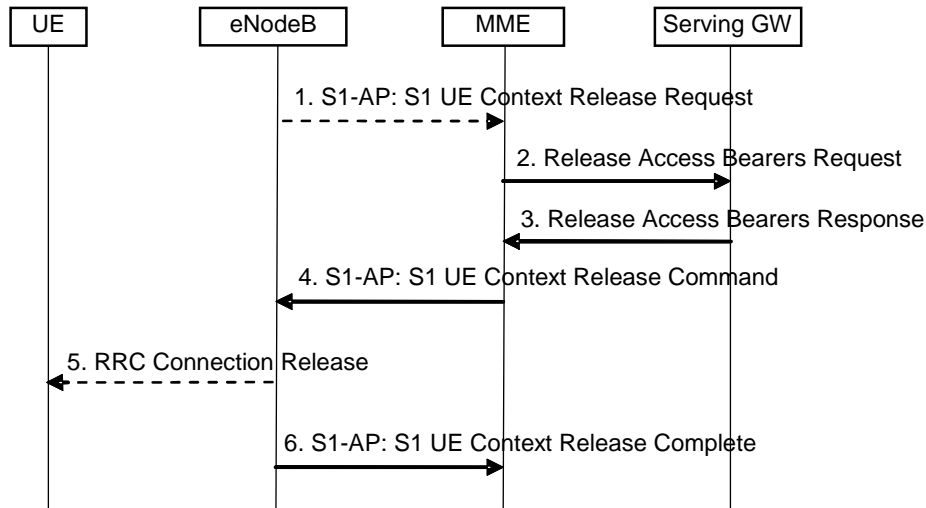 UE
eNodeB
MME
Serving GW
1. S1-AP: S1 UE Context Release Request
2. Release Access Bearers Request
3. Release Access Bearers Response
4. S1-AP: S1 UE Context Release Command
5. RRC Connection Release
6. S1-AP: S1 UE Context Release Complete